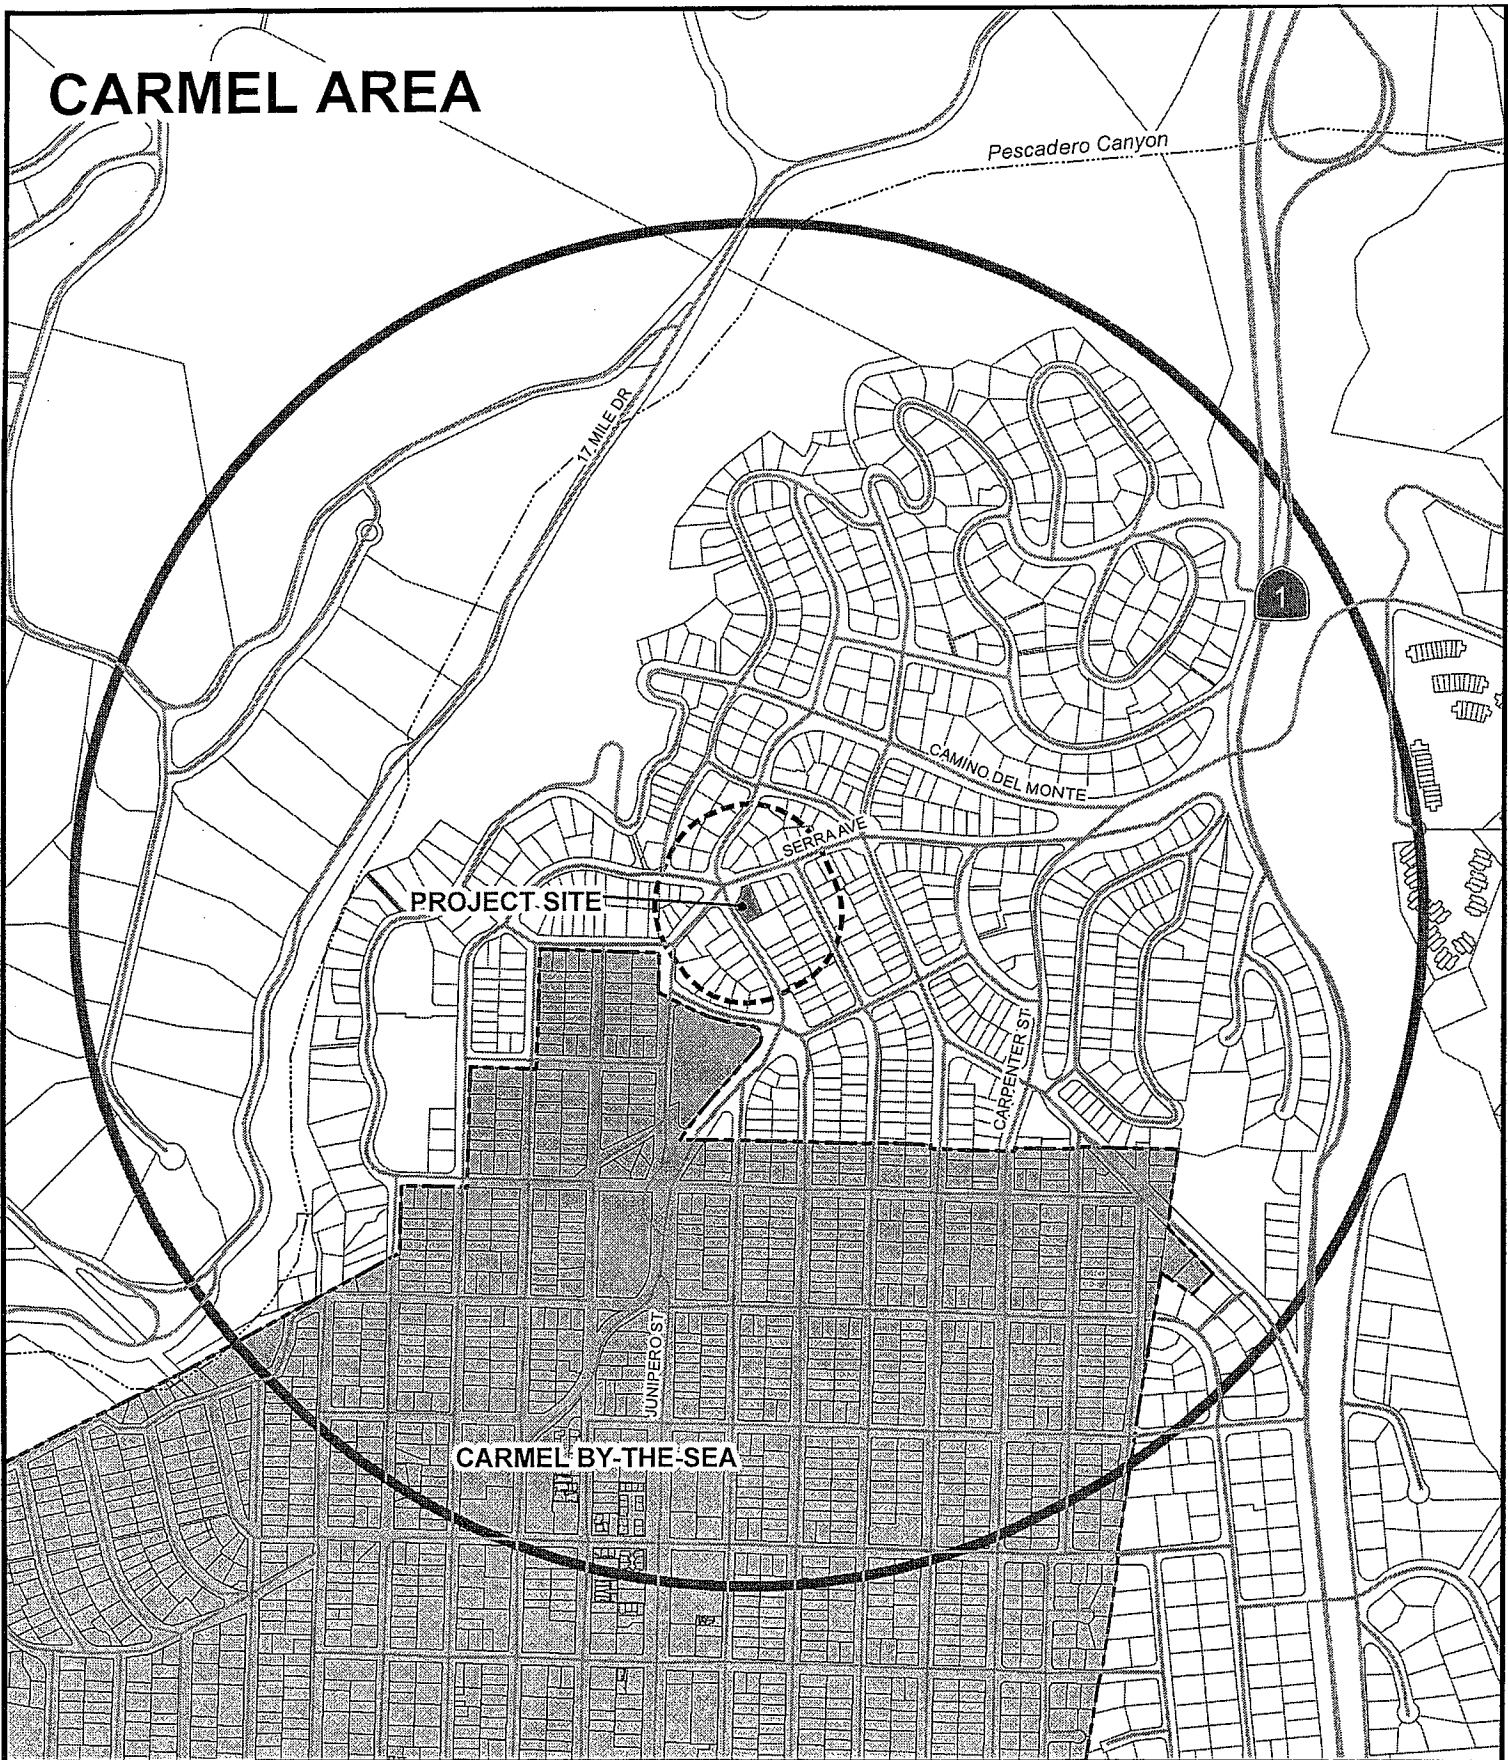 CARMEL AREA
Pescadero Canyon
17 MILE DR
1
CAMINO DEL MONTE
SERRA AVE
PROJECT SITE
CARPENTER ST
JUNIPERO ST
CARMEL BY-THE-SEA